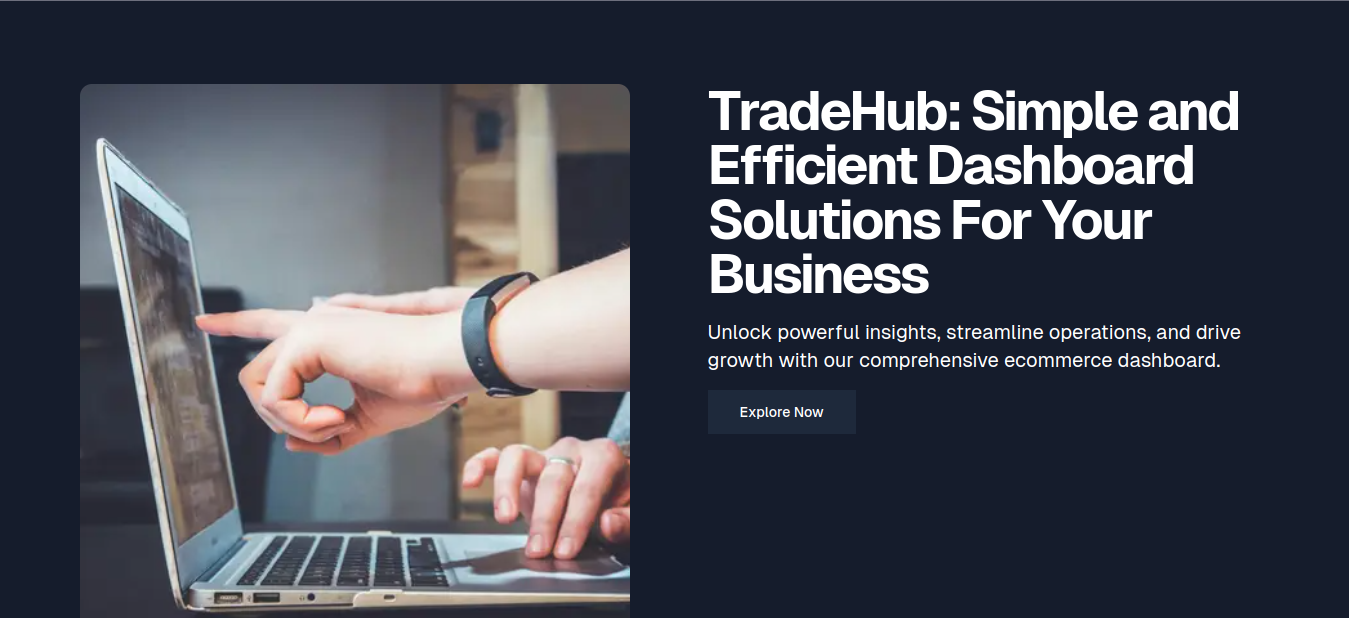 TradeHub: Simple and
Efficient Dashboard
Solutions For Your
Business
Unlock powerful insights, streamline operations, and drive
growth with our comprehensive ecommerce dashboard.
Explore Now